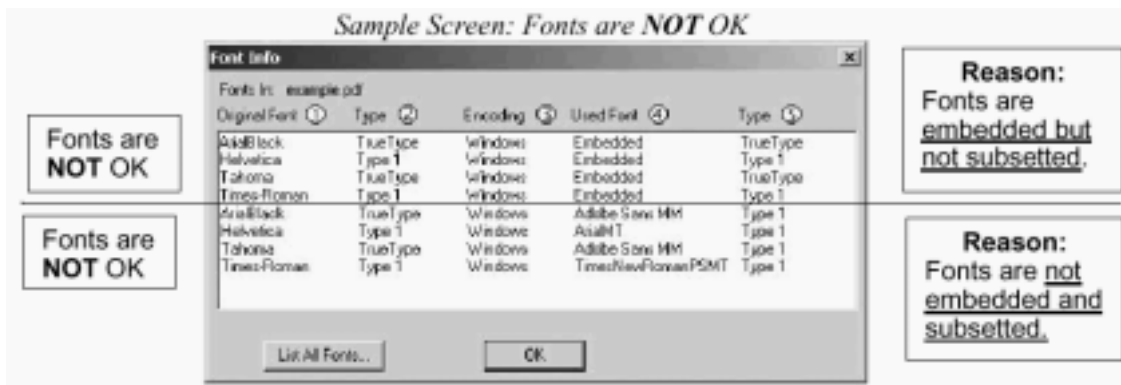 Sample Screen: Fonts are NOT OK
Font Info
Fonts In: example.pdf
Original Font ① Type ② Encoding ③ Used Font ④ Type ⑤
ArialBlack TrueType Windows Embedded TrueType
Helvetica Type 1 Windows Embedded Type 1
Tahoma TrueType Windows Embedded TrueType
Times-Roman Type 1 Windows Embedded Type 1
ArialBlack TrueType Windows Adobe Sans MM Type 1
Helvetica Type 1 Windows ArialMT Type 1
Tahoma TrueType Windows Adobe Sans MM Type 1
Times-Roman Type 1 Windows TimesNewRomanPSMT Type 1
List All Fonts...
OK
Fonts are
NOT OK
Reason:
Fonts are
embedded but
not subsetted.
Fonts are
NOT OK
Reason:
Fonts are not
embedded and
subsetted.